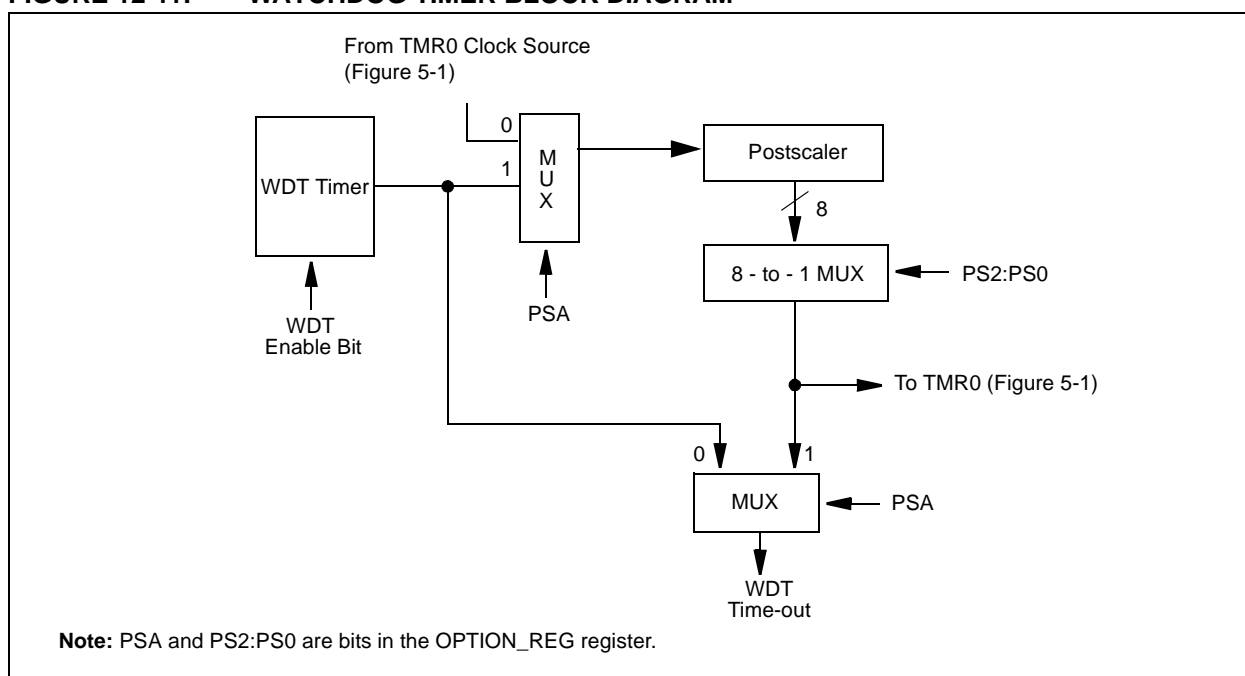 From TMR0 Clock Source
(Figure 5-1)
0
1
M
U
X
WDT Timer
Postscaler
8
8 - to - 1 MUX
PS2:PS0
PSA
WDT
Enable Bit
To TMR0 (Figure 5-1)
0
1
MUX
PSA
WDT
Time-out
Note: PSA and PS2:PS0 are bits in the OPTION_REG register.